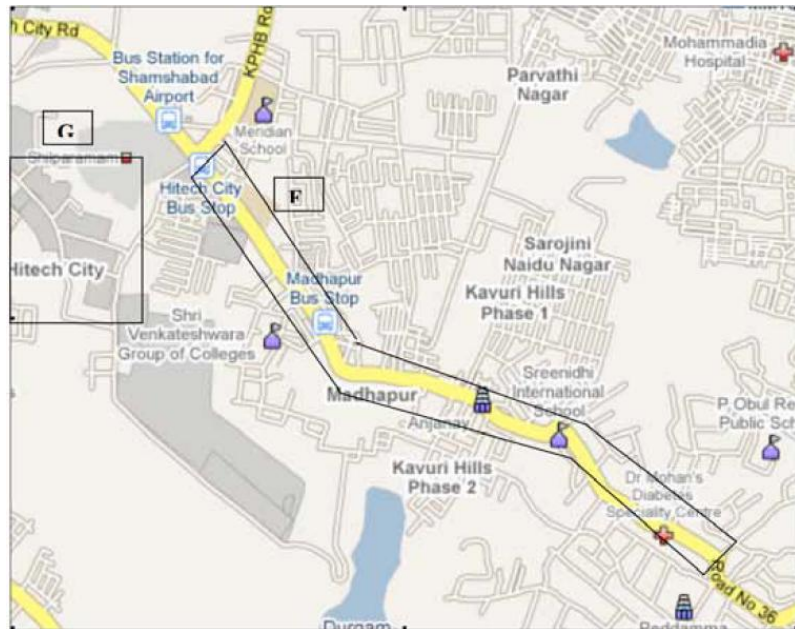 h City Rd
KPHB Rd
Bus Station for
Shamshabad
Airport
Mohammadia
Hospital
Parvathi
Nagar
G
Meridian
School
Shilparamam
Hitech City
Bus Stop
F
Sarojini
Naidu Nagar
Hitech City
Madhapur
Bus Stop
Kavuri Hills
Phase 1
Shri
Venkateshwara
Group of Colleges
Sreenidhi
International
School
Madhapur
P Obul Re
Public Sch
Anjanay
Kavuri Hills
Phase 2
Dr Mohan's
Diabetes
Speciality Centre
Road No 36
Peddamma
Durgam